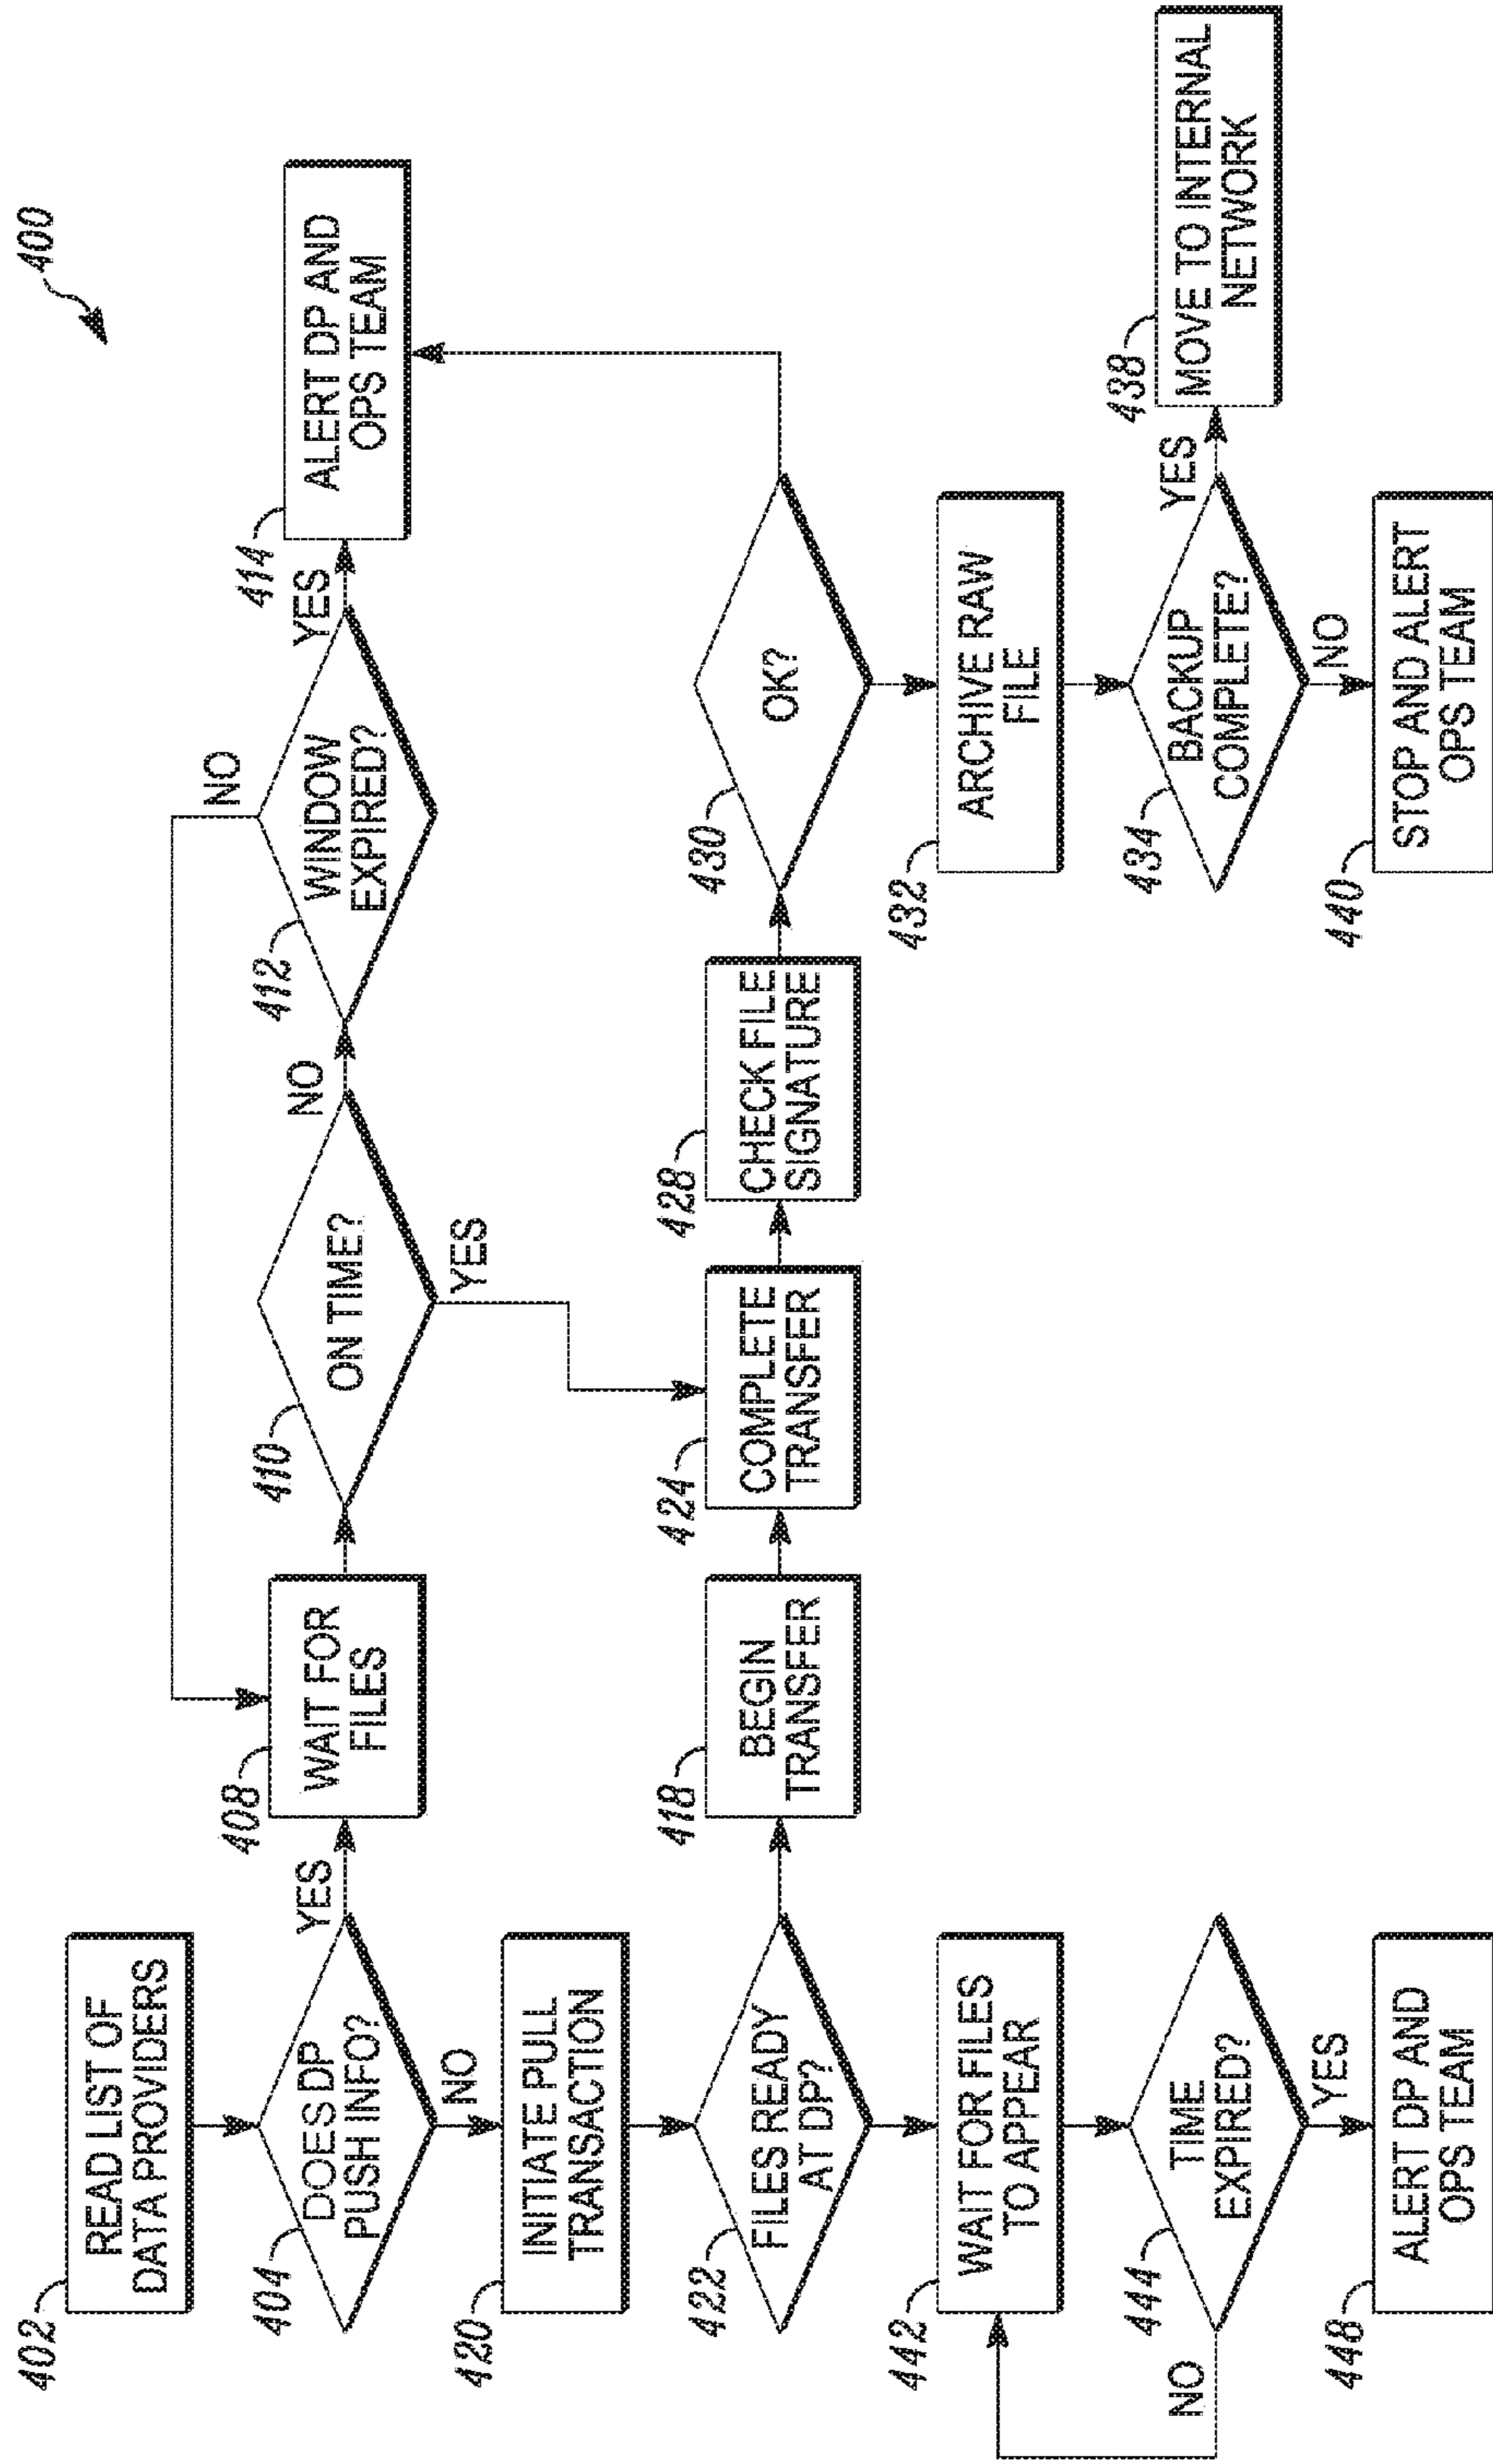 400
402
READ LIST OF
DATA PROVIDERS
404
DOES DP
PUSH INFO?
YES
NO
408
WAIT FOR
FILES
410
ON TIME?
NO
YES
412
WINDOW
EXPIRED?
NO
YES
414
ALERT DP AND
OPS TEAM
420
INITIATE PULL
TRANSACTION
422
FILES READY
AT DP?
418
BEGIN
TRANSFER
424
COMPLETE
TRANSFER
428
CHECK FILE
SIGNATURE
430
OK?
432
ARCHIVE RAW
FILE
434
BACKUP
COMPLETE?
YES
NO
438
MOVE TO INTERNAL
NETWORK
440
STOP AND ALERT
OPS TEAM
442
WAIT FOR FILES
TO APPEAR
444
TIME
EXPIRED?
NO
YES
448
ALERT DP AND
OPS TEAM